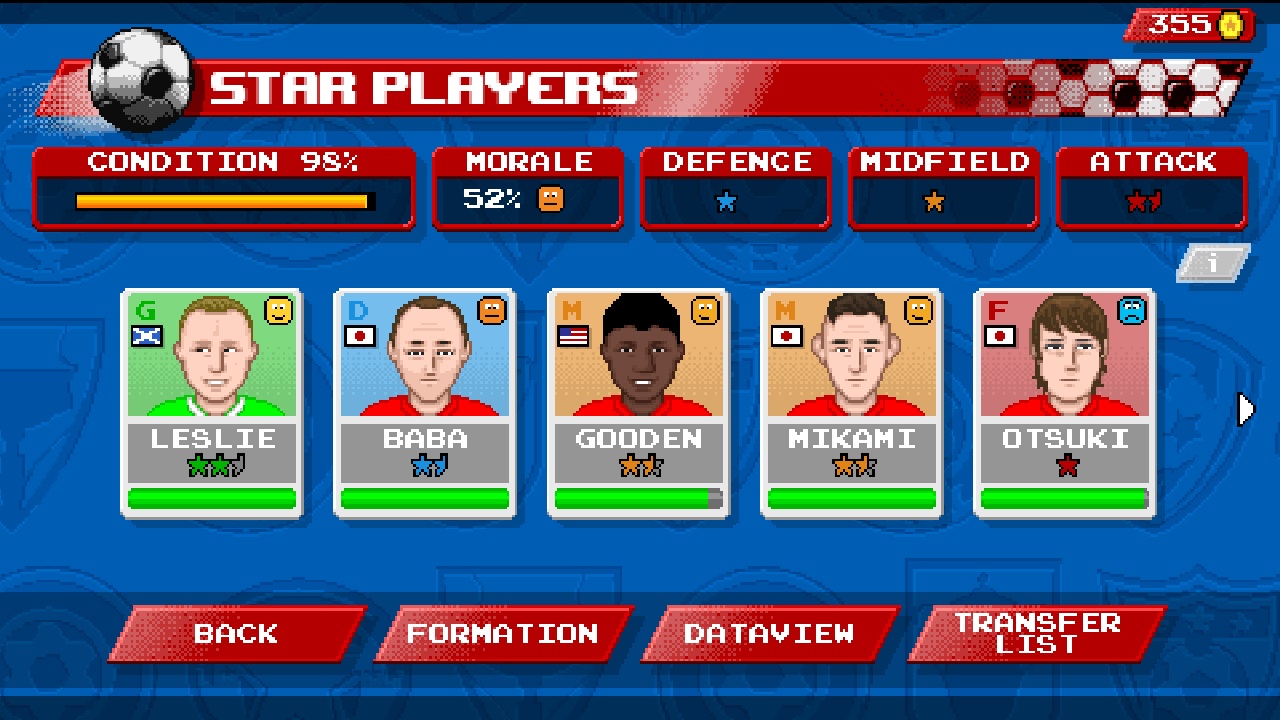 355
STAR PLAYERS
CONDITION 98%
MORALE
DEFENCE
MIDFIELD
ATTACK
52%
i
G
D
M
M
F
LESLIE
BABA
GOODEN
MIKAMI
OTSUKI
BACK
FORMATION
DATAVIEW
TRANSFER
LIST